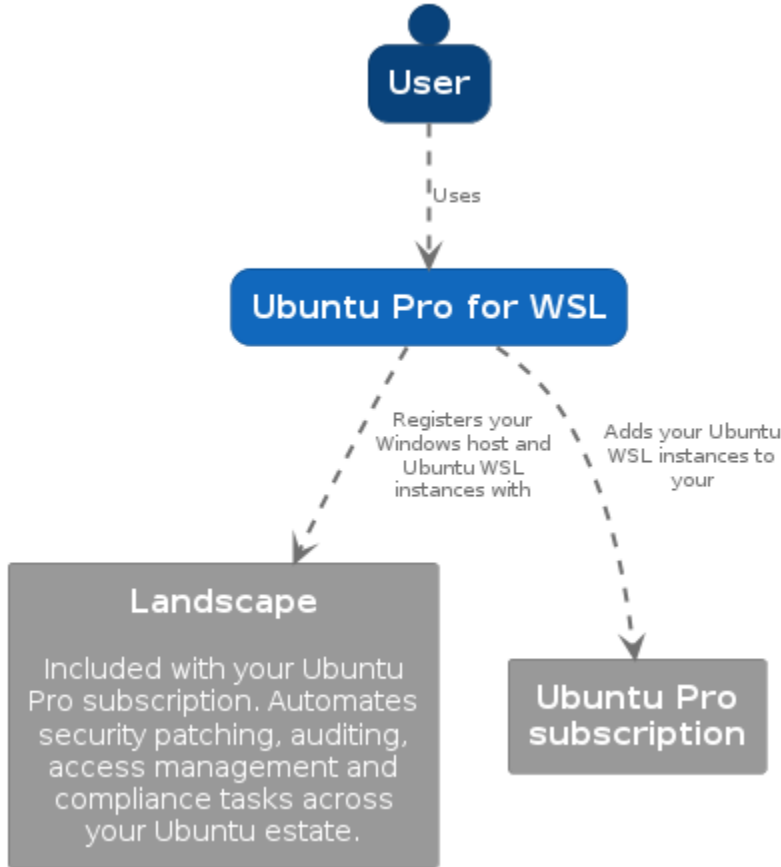 User
Uses
Ubuntu Pro for WSL
Registers your
Windows host and
Ubuntu WSL
instances with
Adds your Ubuntu
WSL instances to
your
Landscape
Included with your Ubuntu
Pro subscription. Automates
security patching, auditing,
access management and
compliance tasks across
your Ubuntu estate.
Ubuntu Pro
subscription